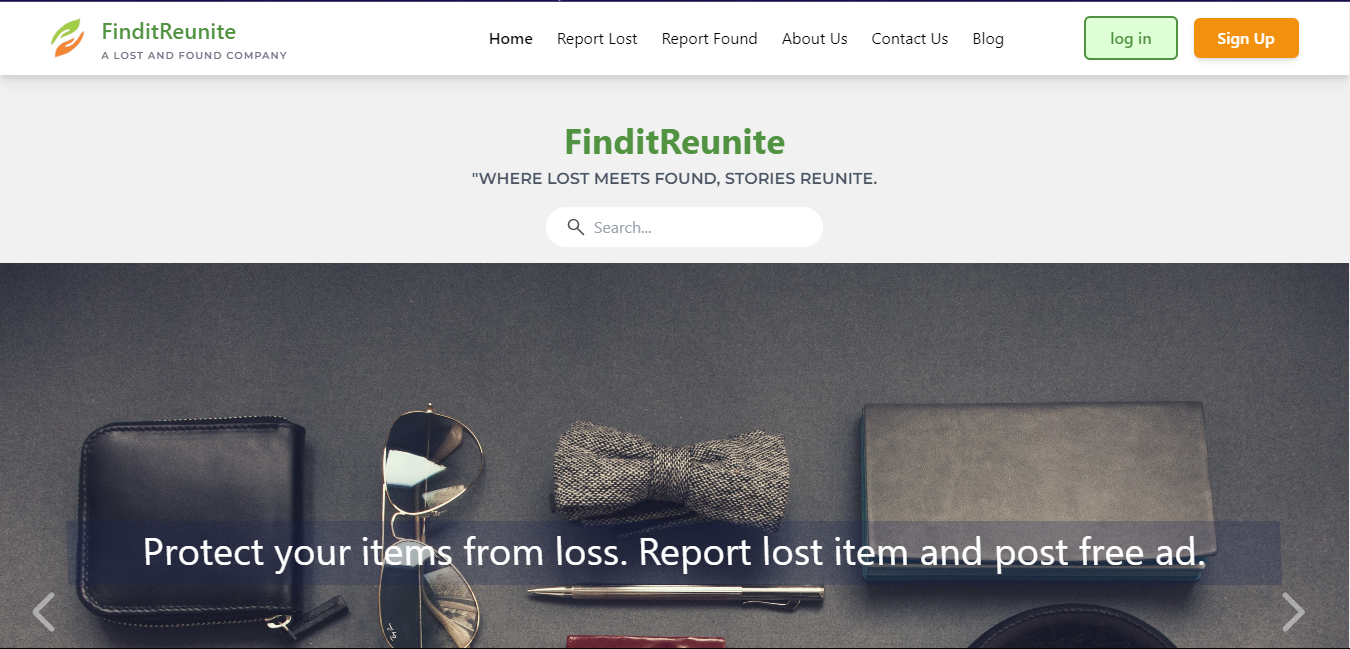 FinditReunite
A LOST AND FOUND COMPANY
Home Report Lost Report Found About Us Contact Us Blog
log in Sign Up
FinditReunite
"WHERE LOST MEETS FOUND, STORIES REUNITE.
Search...
Protect your items from loss. Report lost item and post free ad.